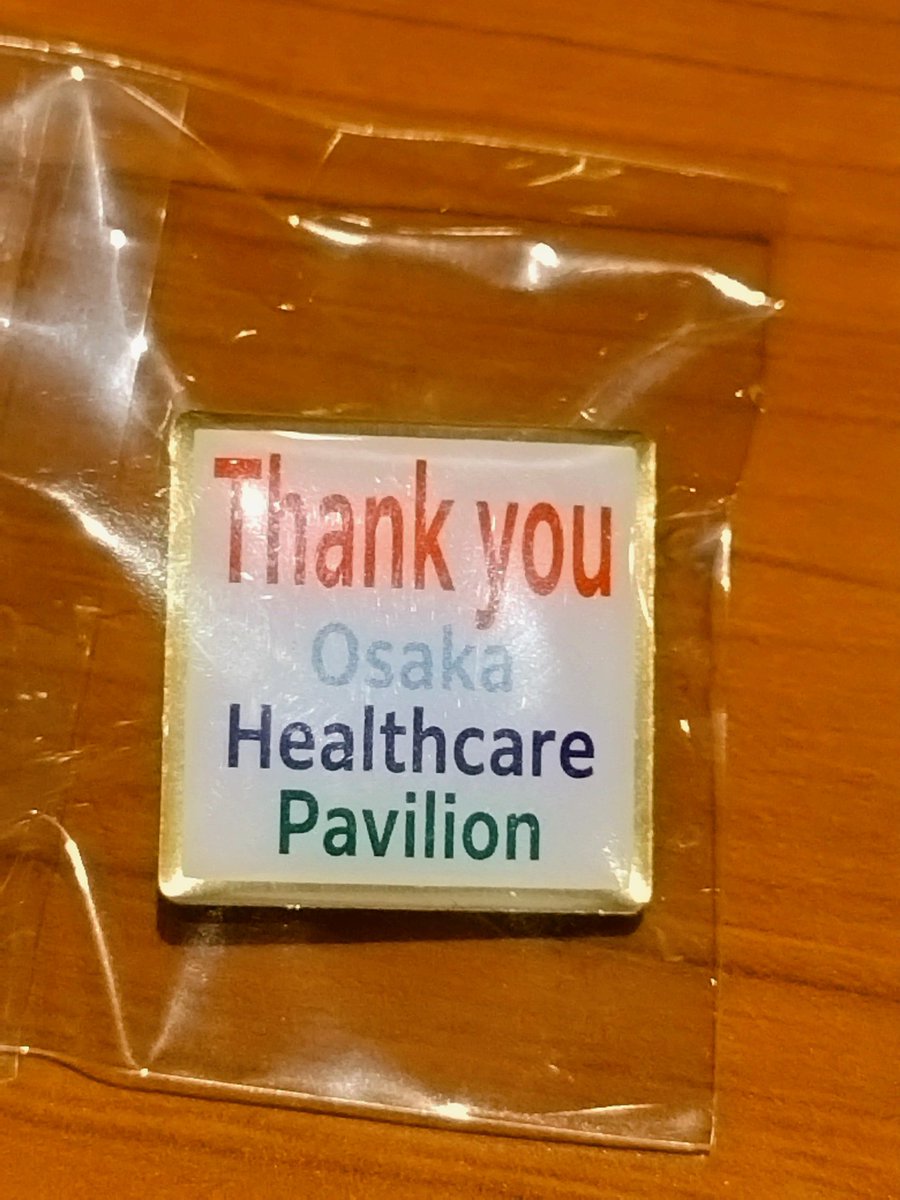 Thank you
Osaka
Healthcare
Pavilion